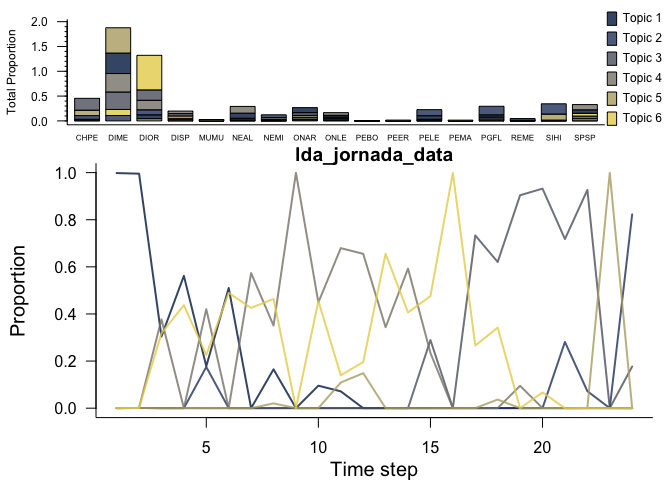 Total Proportion
2.0
1.5
1.0
0.5
0.0
CHPE DIME DIOR DISP MUMU NEAL NEMI ONAR ONLE PEBO PEER PELE PEMA PGFL REME SIHI SPSP
Topic 1
Topic 2
Topic 3
Topic 4
Topic 5
Topic 6
lda_jornada_data
Proportion
1.0
0.8
0.6
0.4
0.2
0.0
5 10 15 20
Time step